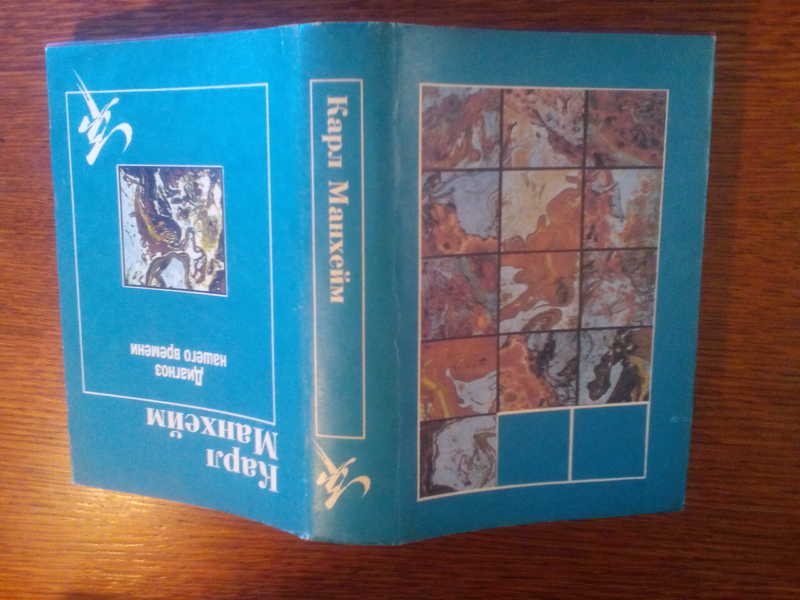 Карл
Манхейм
Диагноз
нашего времени
Карл Манхейм